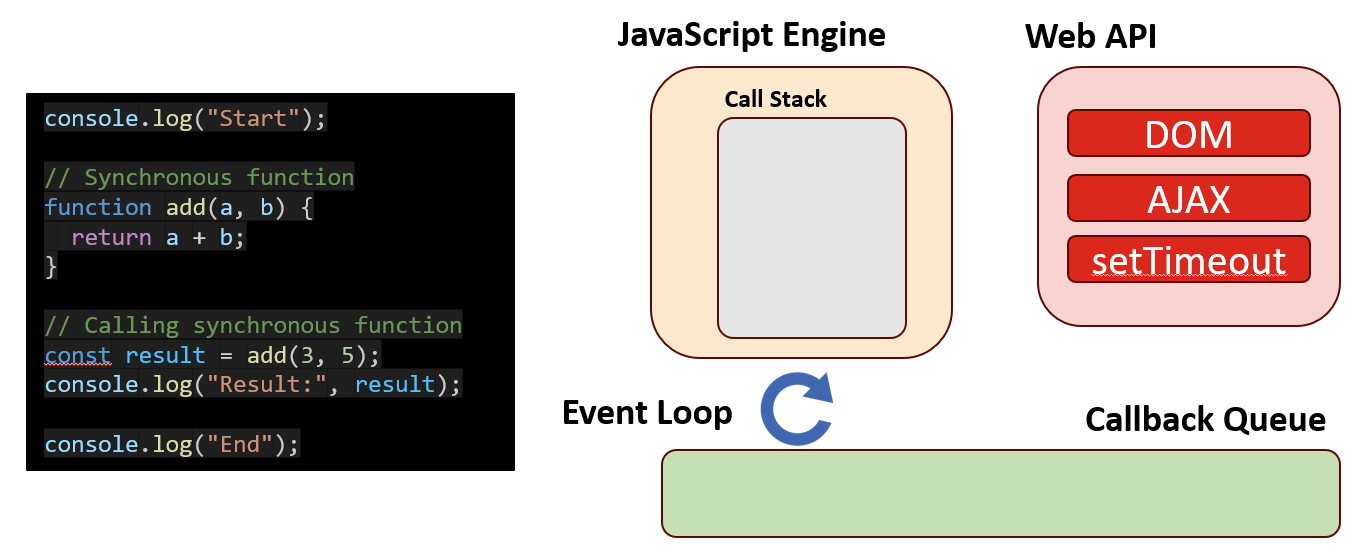 console.log("Start");
// Synchronous function
function add(a, b) {
  return a + b;
}
// Calling synchronous function
const result = add(3, 5);
console.log("Result:", result);
console.log("End");
JavaScript Engine
Call Stack
Web API
DOM
AJAX
setTimeout
Event Loop
Callback Queue